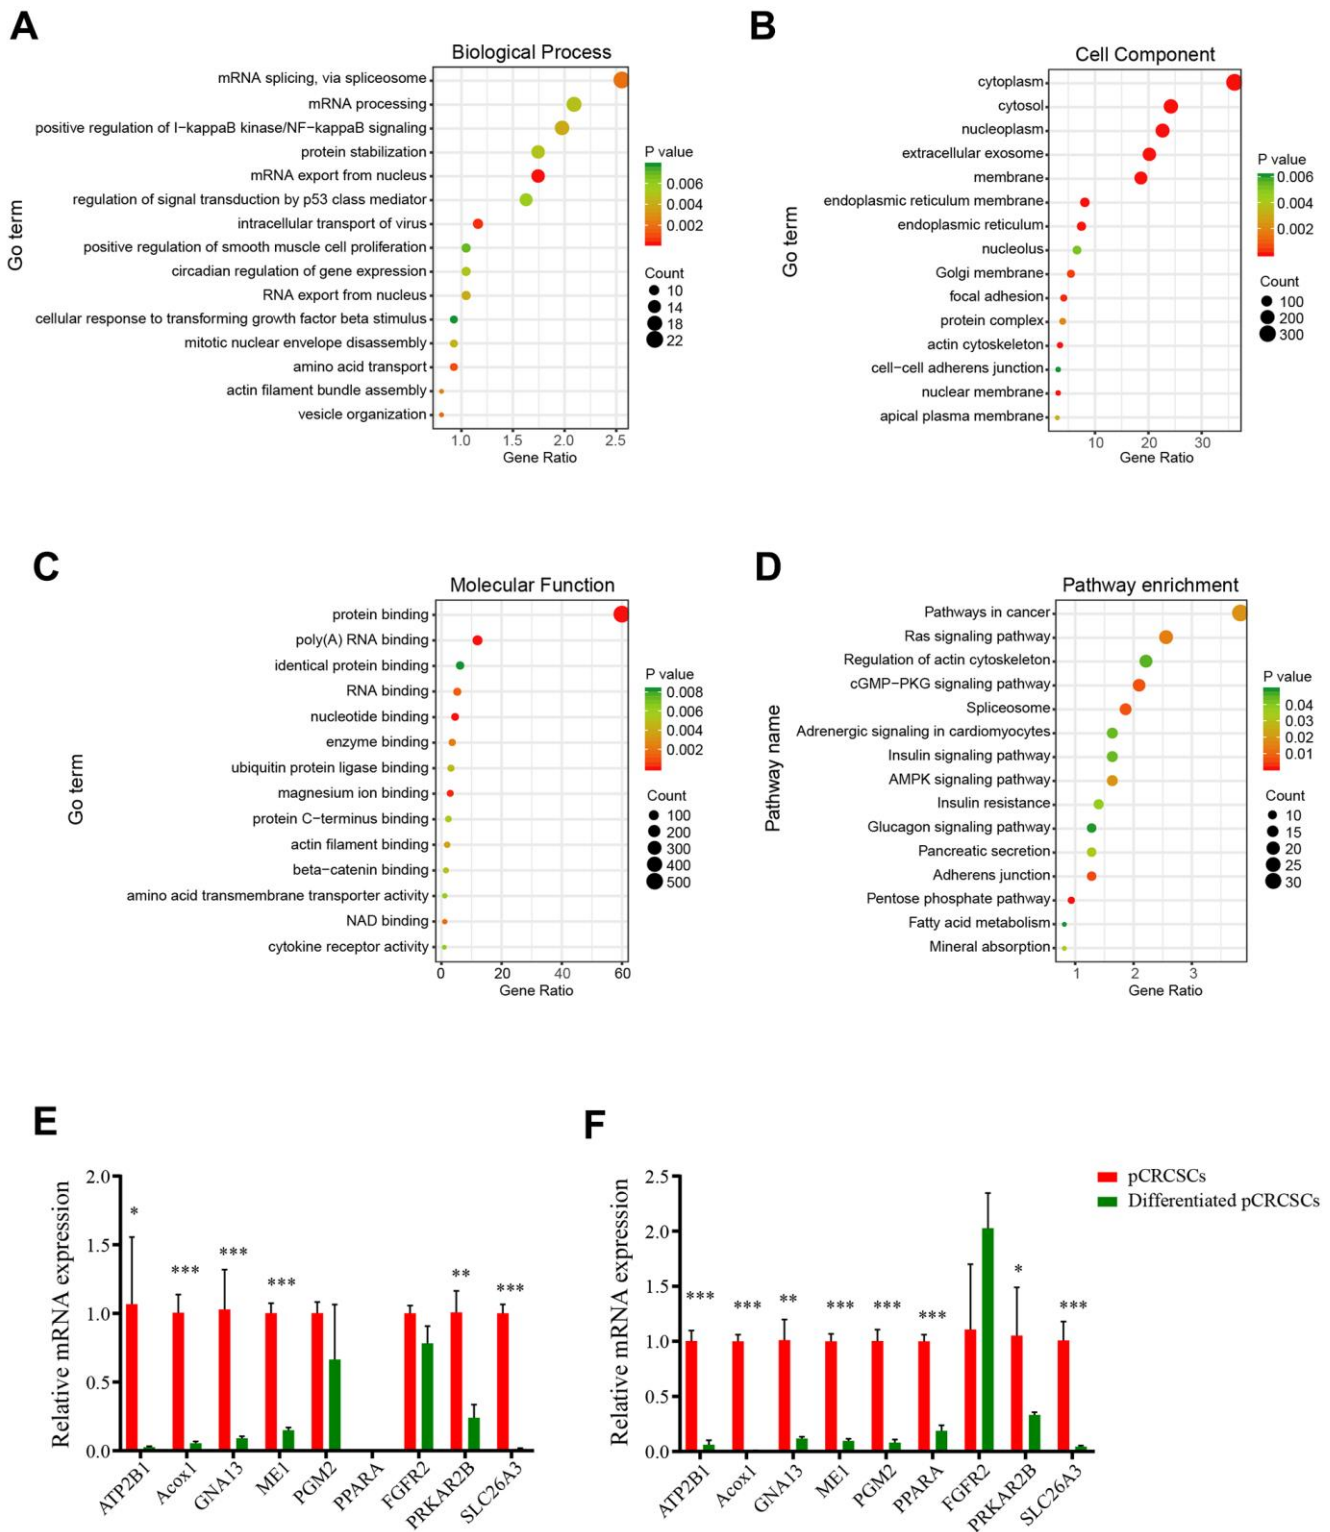 A
Biological Process
Go term
mRNA splicing, via spliceosome
mRNA processing
positive regulation of I−kappaB kinase/NF−kappaB signaling
protein stabilization
mRNA export from nucleus
regulation of signal transduction by p53 class mediator
intracellular transport of virus
positive regulation of smooth muscle cell proliferation
circadian regulation of gene expression
RNA export from nucleus
cellular response to transforming growth factor beta stimulus
mitotic nuclear envelope disassembly
amino acid transport
actin filament bundle assembly
vesicle organization
1.0 1.5 2.0 2.5
Gene Ratio
P value
0.006
0.004
0.002
Count
10
14
18
22
B
Cell Component
Go term
cytoplasm
cytosol
nucleoplasm
extracellular exosome
membrane
endoplasmic reticulum membrane
endoplasmic reticulum
nucleolus
Golgi membrane
focal adhesion
protein complex
actin cytoskeleton
cell−cell adherens junction
nuclear membrane
apical plasma membrane
10 20 30
Gene Ratio
P value
0.006
0.004
0.002
Count
100
200
300
C
Molecular Function
Go term
protein binding
poly(A) RNA binding
identical protein binding
RNA binding
nucleotide binding
enzyme binding
ubiquitin protein ligase binding
magnesium ion binding
protein C−terminus binding
actin filament binding
beta−catenin binding
amino acid transmembrane transporter activity
NAD binding
cytokine receptor activity
0 20 40 60
Gene Ratio
P value
0.008
0.006
0.004
0.002
Count
100
200
300
400
500
D
Pathway enrichment
Pathway name
Pathways in cancer
Ras signaling pathway
Regulation of actin cytoskeleton
cGMP−PKG signaling pathway
Spliceosome
Adrenergic signaling in cardiomyocytes
Insulin signaling pathway
AMPK signaling pathway
Insulin resistance
Glucagon signaling pathway
Pancreatic secretion
Adherens junction
Pentose phosphate pathway
Fatty acid metabolism
Mineral absorption
1 2 3
Gene Ratio
P value
0.04
0.03
0.02
0.01
Count
10
15
20
25
30
E
Relative mRNA expression
2.0
1.5
1.0
0.5
0.0
* *** *** *** ** ***
ATP2B1 Acox1 GNA13 ME1 PGM2 PPARA FGFR2 PRKAR2B SLC26A3
F
Relative mRNA expression
2.5
2.0
1.5
1.0
0.5
0.0
*** *** ** *** *** *** * ***
ATP2B1 Acox1 GNA13 ME1 PGM2 PPARA FGFR2 PRKAR2B SLC26A3
pCRCSCs
Differentiated pCRCSCs